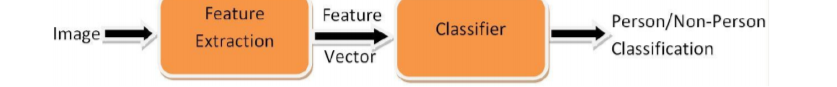 Image
Feature
Extraction
Feature
Vector
Classifier
Person/Non-Person
Classification